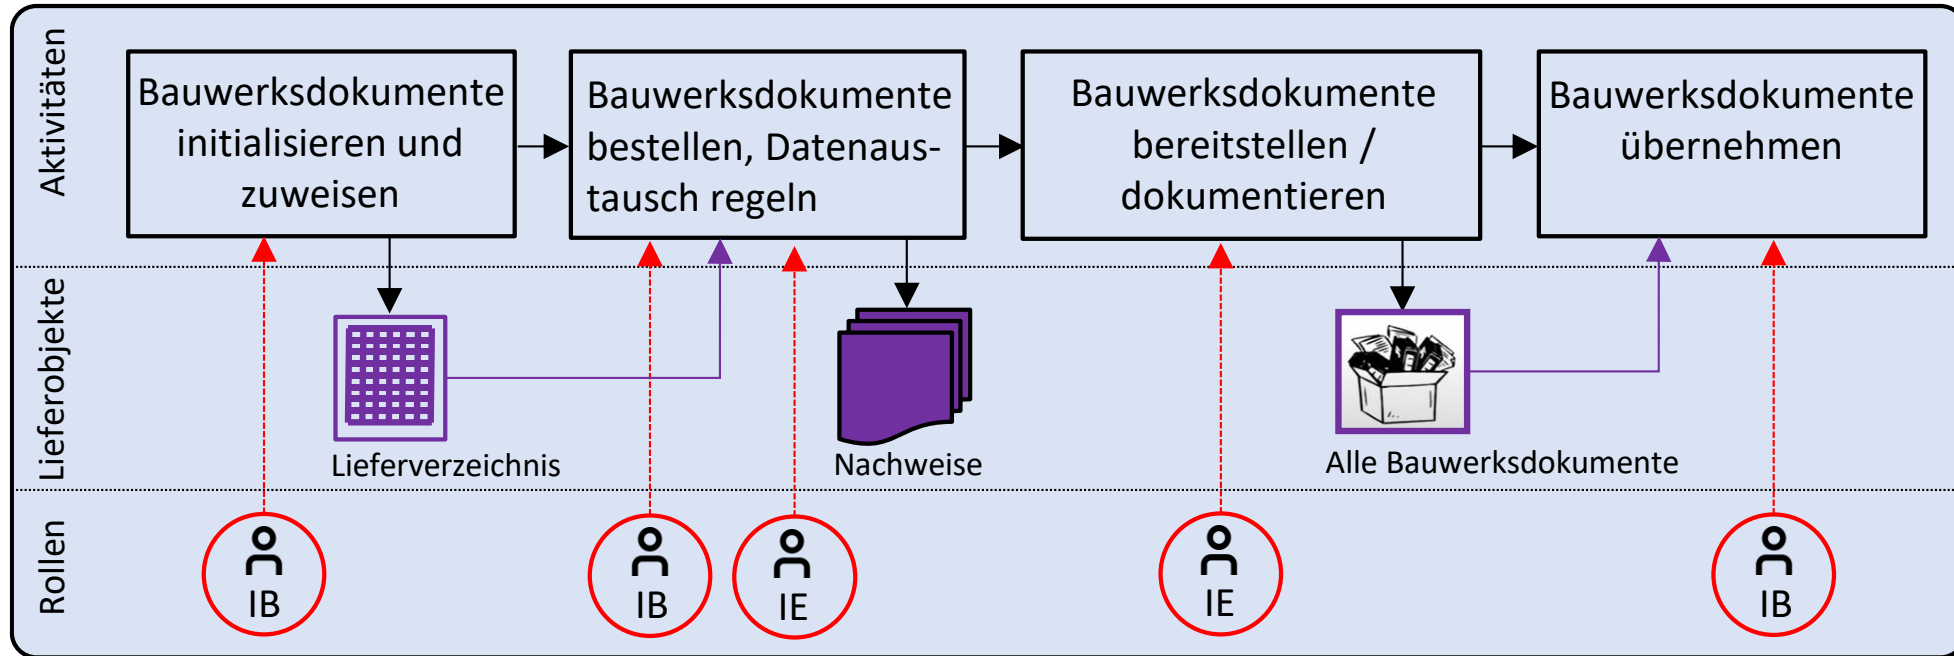 Aktivitäten
Bauwerksdokumente
initialisieren und
zuweisen
Bauwerksdokumente
bestellen, Datenaus-
tausch regeln
Bauwerksdokumente
bereitstellen /
dokumentieren
Bauwerksdokumente
übernehmen
Lieferobjekte
Lieferverzeichnis
Nachweise
Alle Bauwerksdokumente
Rollen
IB
IB
IE
IE
IB